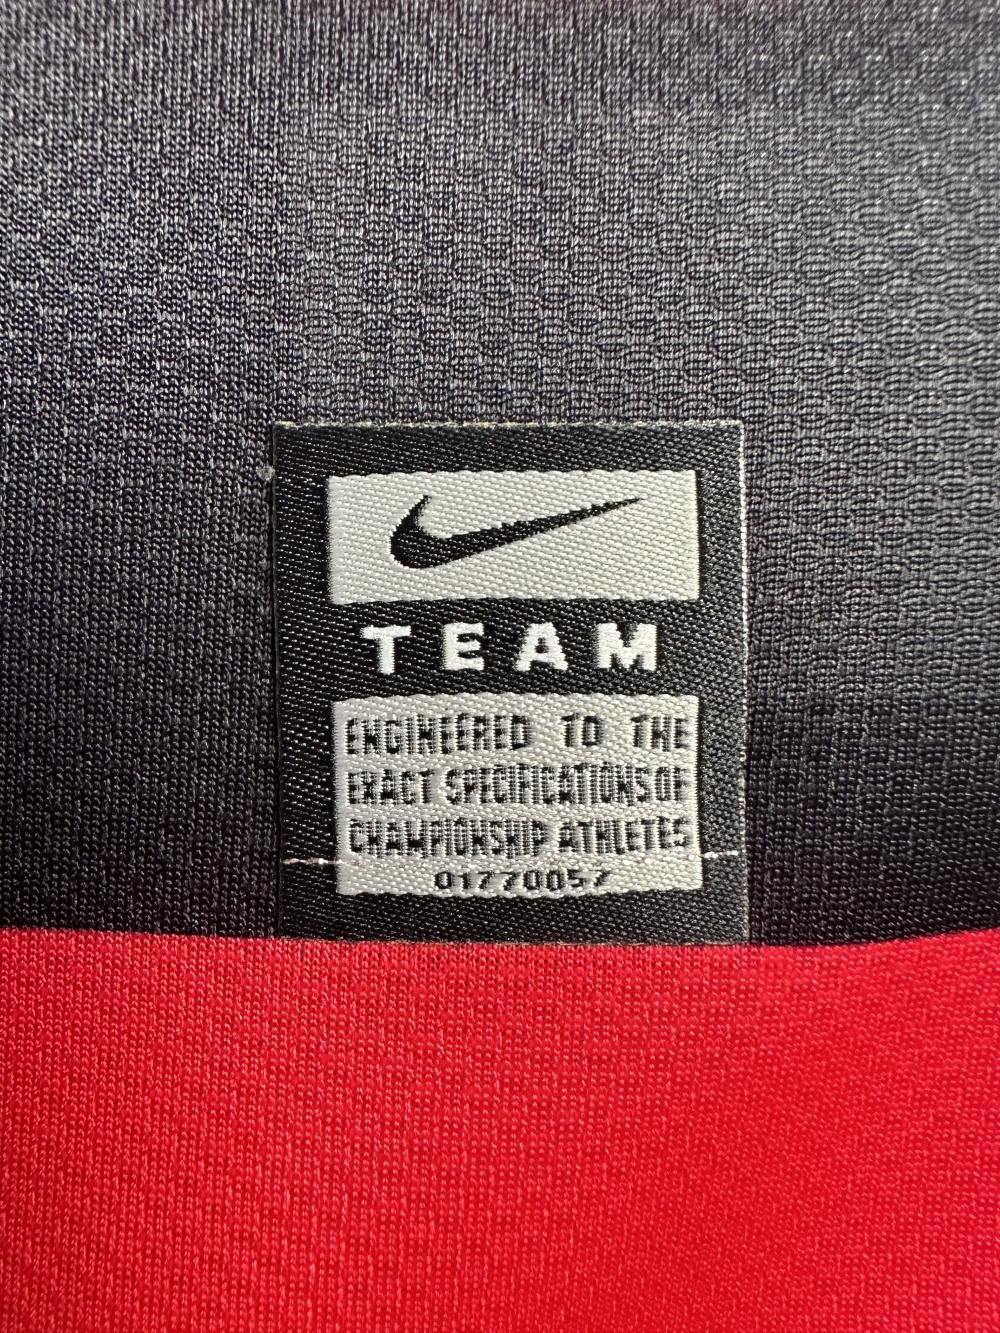 TEAM
ENGINEERED TO THE
EXACT SPECIFICATIONS OF
CHAMPIONSHIP ATHLETES
01770057